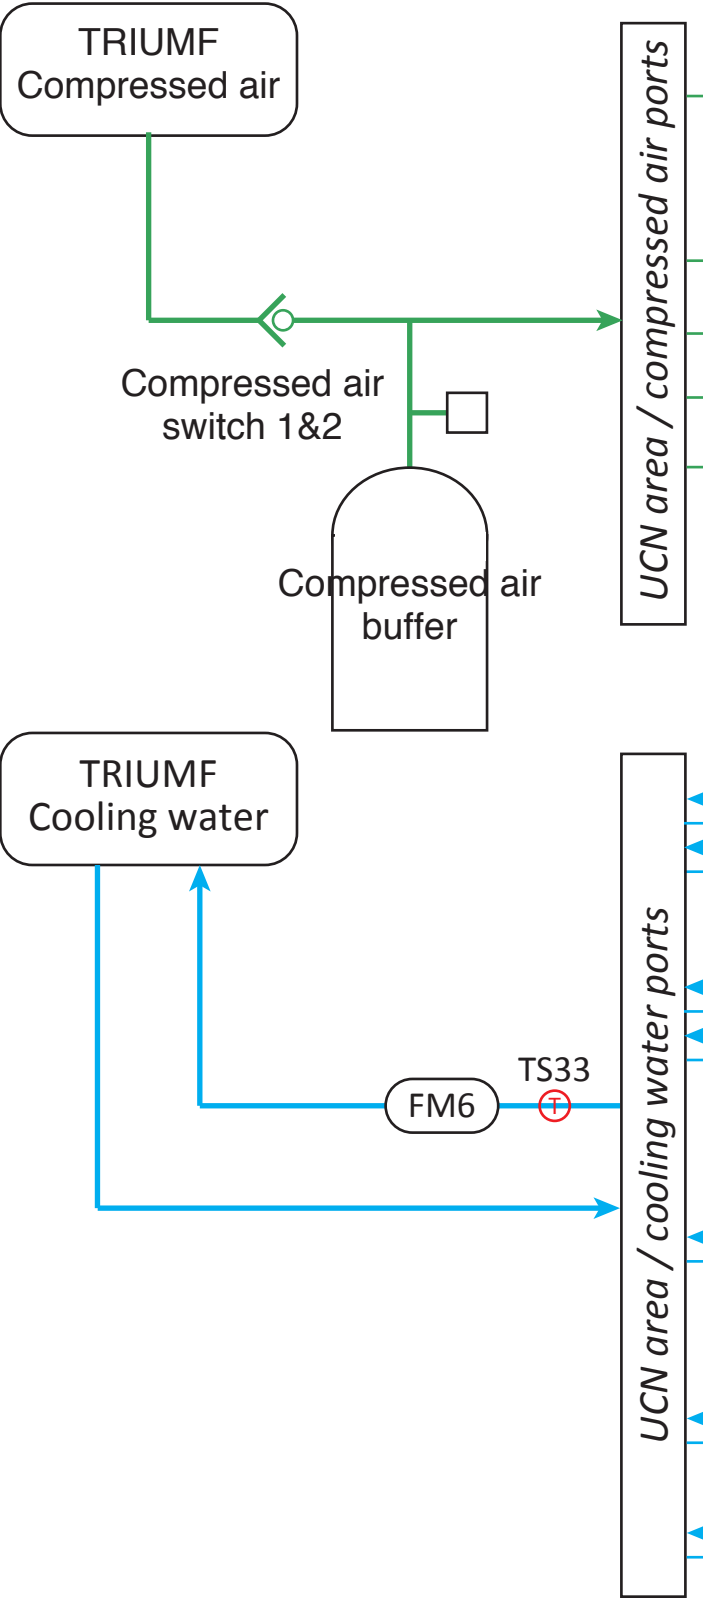 TRIUMF
Compressed air
UCN area / compressed air ports
Compressed air
switch 1&2
Compressed air
buffer
TRIUMF
Cooling water
UCN area / cooling water ports
TS33
T
FM6